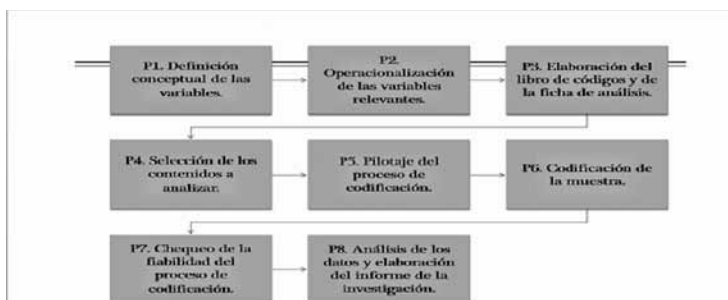 P1. Definición
conceptual de las
variables.
P2.
Operacionalización
de las variables
relevantes.
P3. Elaboración del
libro de códigos y de
la ficha de análisis.
P4. Selección de los
contenidos a
analizar.
P5. Pilotaje del
proceso de
codificación.
P6. Codificación de
la muestra.
P7. Chequeo de la
fiabilidad del
proceso de
codificación.
P8. Análisis de los
datos y elaboración
del informe de la
investigación.